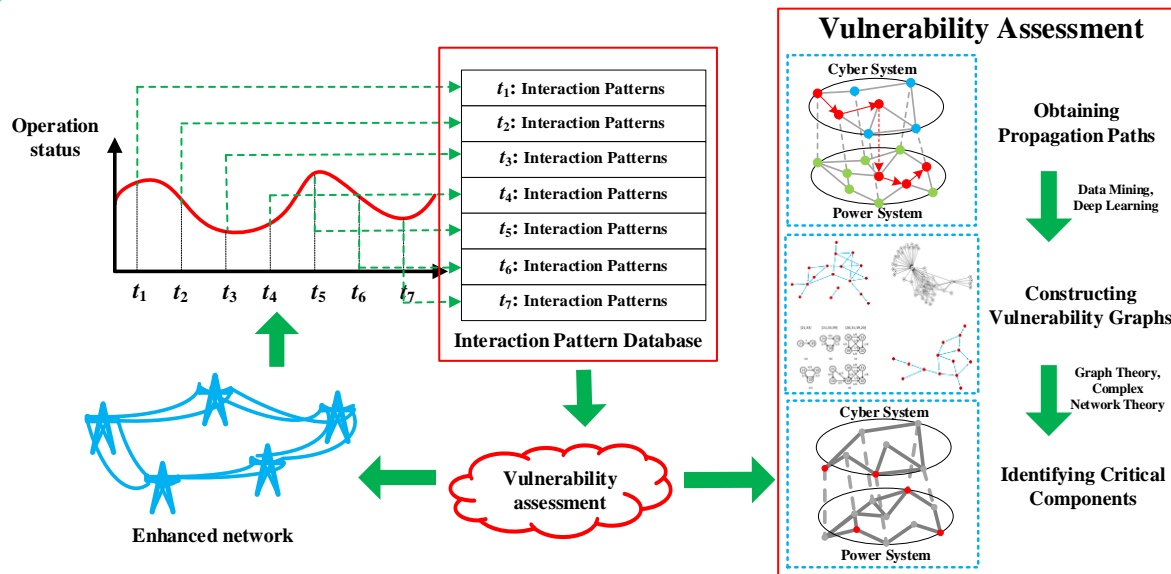 Operation
status
t1 t2 t3 t4 t5 t6 t7
t1: Interaction Patterns
t2: Interaction Patterns
t3: Interaction Patterns
t4: Interaction Patterns
t5: Interaction Patterns
t6: Interaction Patterns
t7: Interaction Patterns
Interaction Pattern Database
Enhanced network
Vulnerability
assessment
Vulnerability Assessment
Cyber System
Power System
Obtaining
Propagation Paths
Data Mining,
Deep Learning
Constructing
Vulnerability Graphs
Graph Theory,
Complex
Network Theory
Cyber System
Power System
Identifying Critical
Components